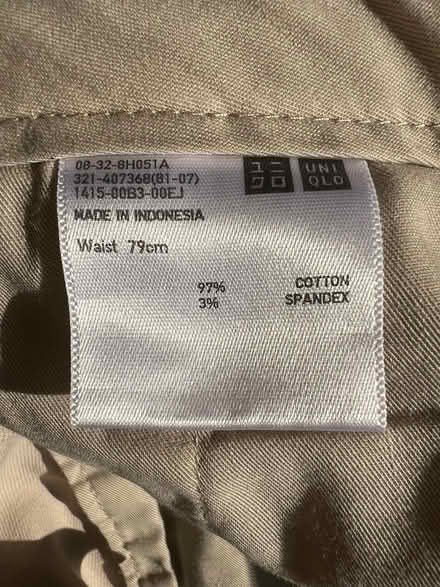 08-32-8H051A
321-407368(81-07)
1415-00B3-00EJ
ユニ
クロ
UNI
QLO
MADE IN INDONESIA
Waist 79cm
97% COTTON
3% SPANDEX